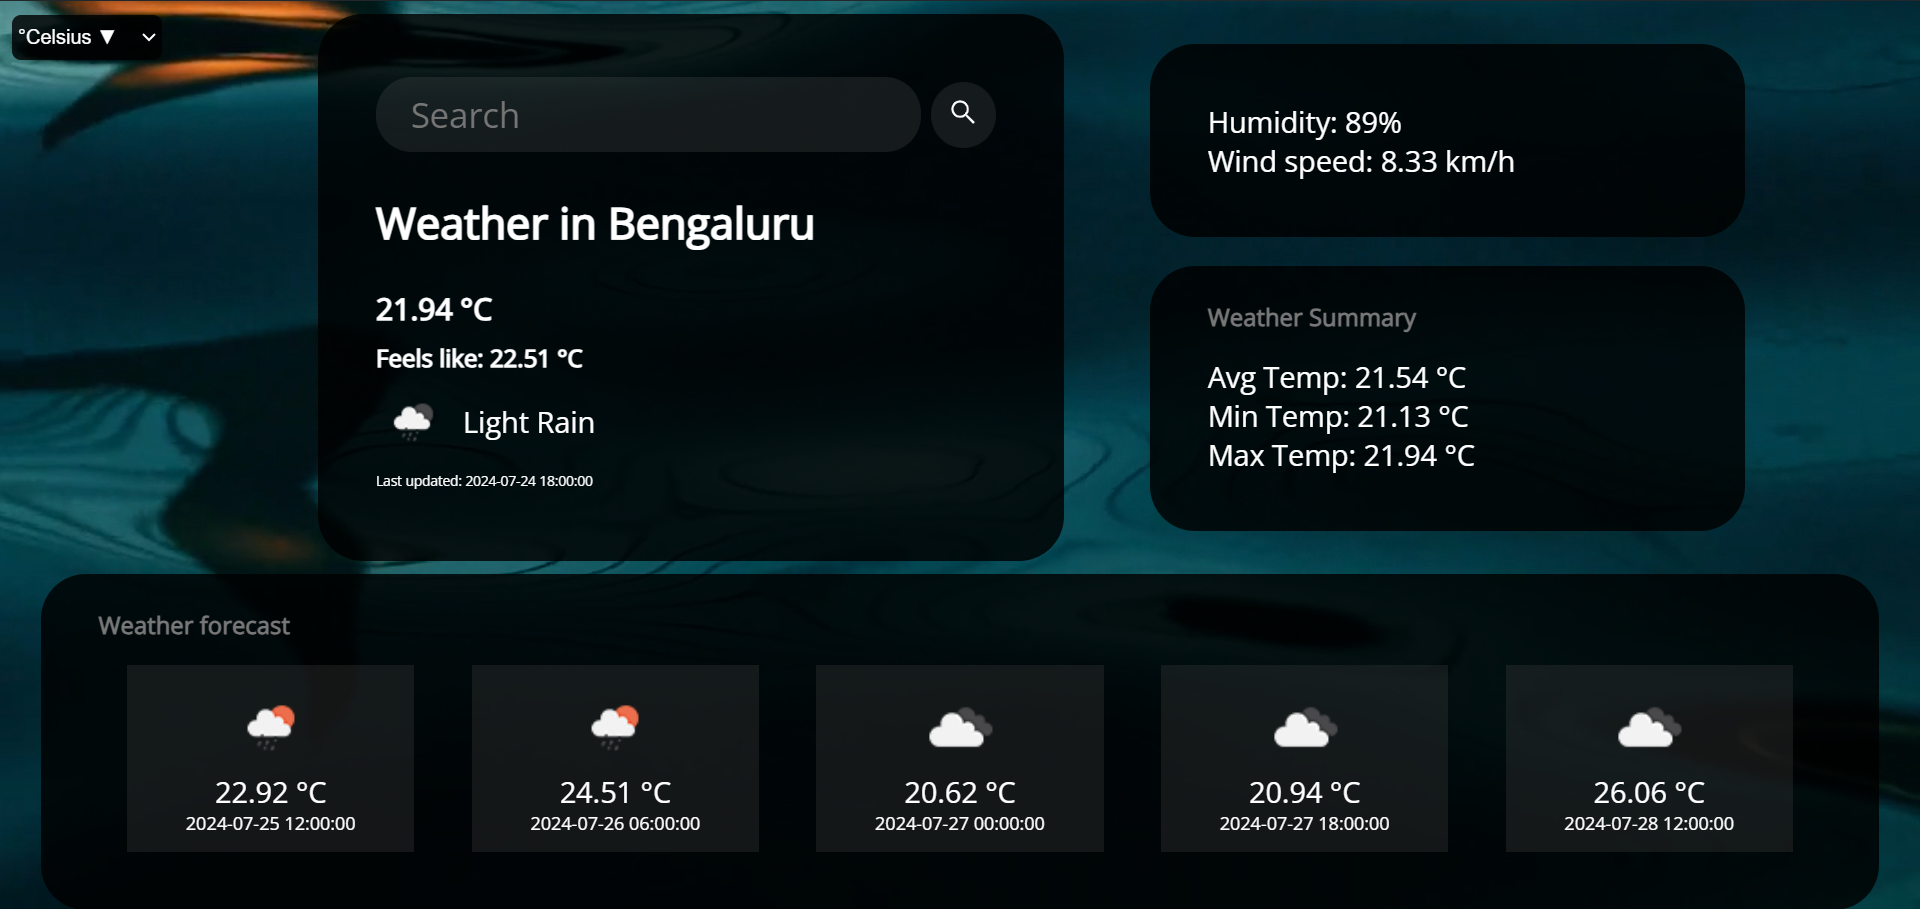 °Celsius ▼
Search
Weather in Bengaluru
21.94 °C
Feels like: 22.51 °C
Light Rain
Last updated: 2024-07-24 18:00:00
Humidity: 89%
Wind speed: 8.33 km/h
Weather Summary
Avg Temp: 21.54 °C
Min Temp: 21.13 °C
Max Temp: 21.94 °C
Weather forecast
22.92 °C
2024-07-25 12:00:00
24.51 °C
2024-07-26 06:00:00
20.62 °C
2024-07-27 00:00:00
20.94 °C
2024-07-27 18:00:00
26.06 °C
2024-07-28 12:00:00